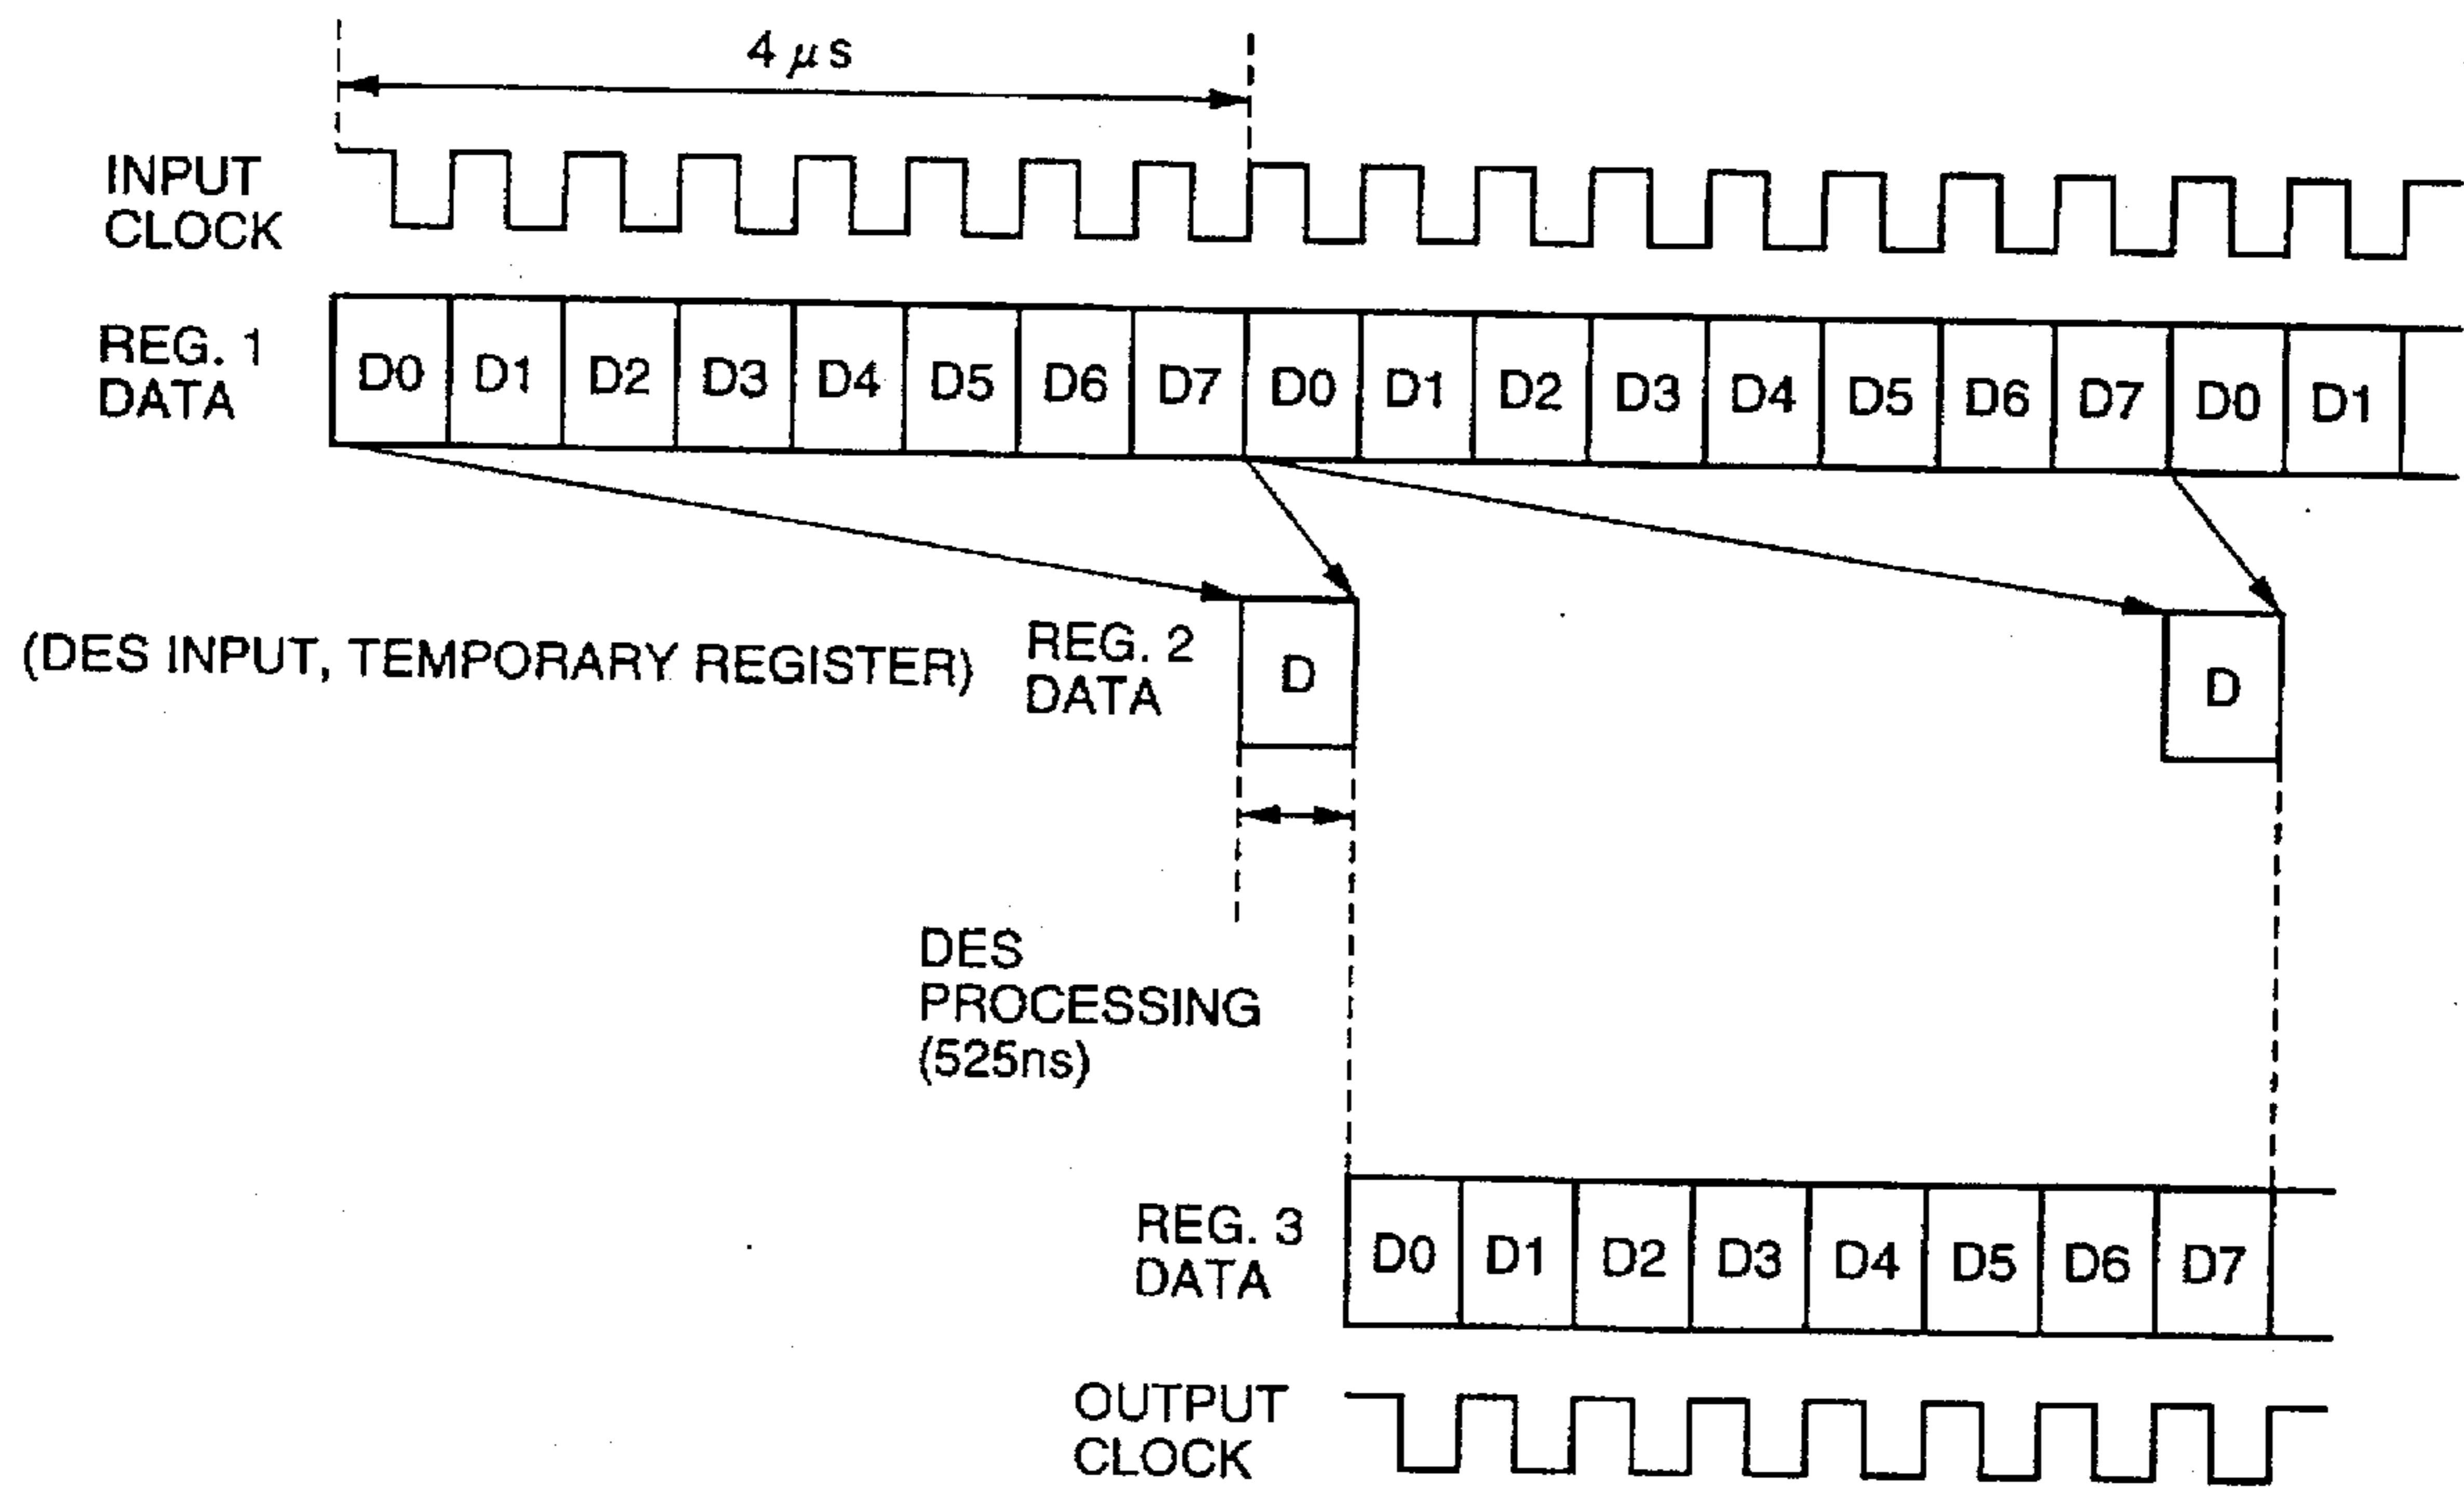 4 μs
INPUT
CLOCK
REG. 1
DATA
D0 D1 D2 D3 D4 D5 D6 D7 D0 D1 D2 D3 D4 D5 D6 D7 D0 D1
(DES INPUT, TEMPORARY REGISTER)
REG. 2
DATA
D
D
DES
PROCESSING
(525ns)
REG. 3
DATA
D0 D1 D2 D3 D4 D5 D6 D7
OUTPUT
CLOCK